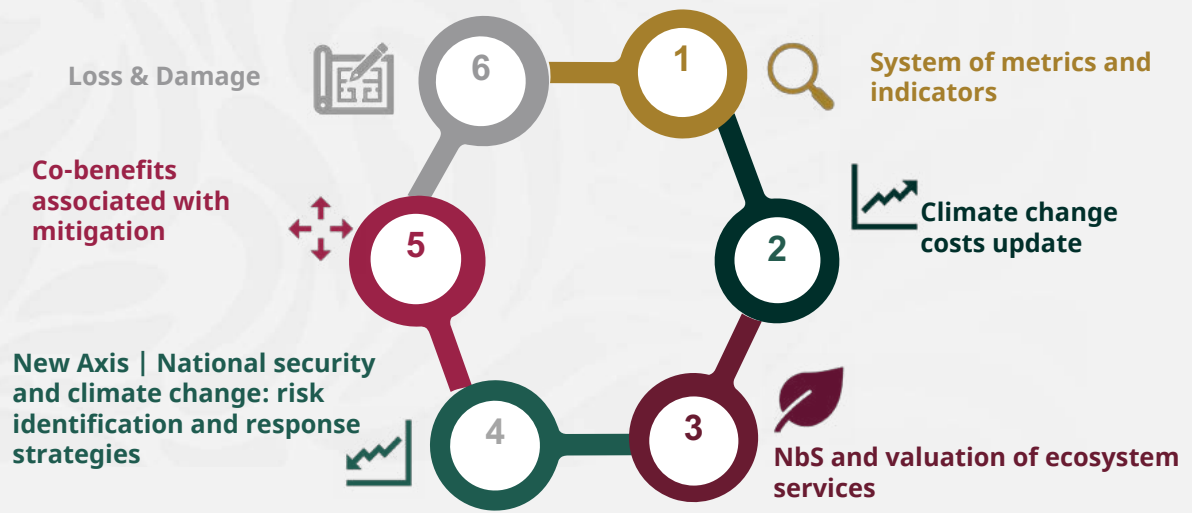 1
System of metrics and
indicators
2
Climate change
costs update
3
NbS and valuation of ecosystem
services
4
New Axis | National security
and climate change: risk
identification and response
strategies
5
Co-benefits
associated with
mitigation
6
Loss & Damage